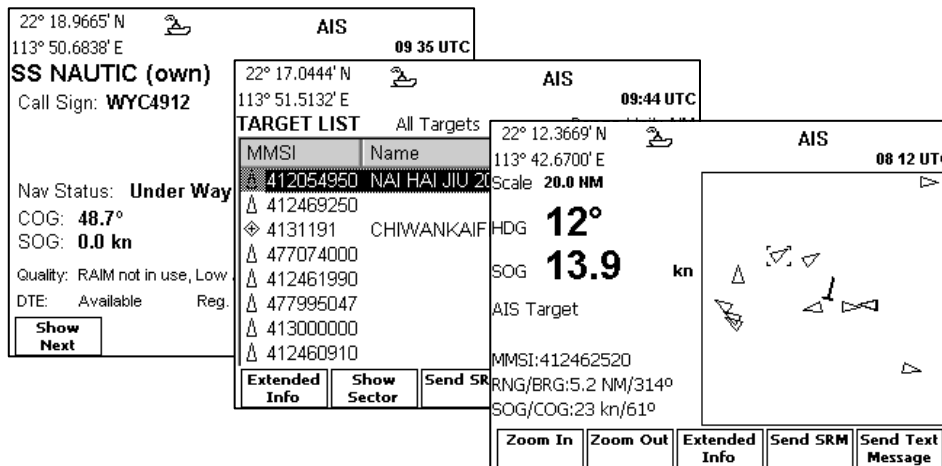 22° 18.9665' N
AIS
113° 50.6838' E
09 35 UTC
SS NAUTIC (own)
Call Sign: WYC4912
Nav Status: Under Way
COG: 48.7°
SOG: 0.0 kn
Quality: RAIM not in use, Low
DTE: Available Reg.
Show
Next
22° 17.0444' N
AIS
113° 51.5132' E
09:44 UTC
TARGET LIST All Targets
MMSI Name
412054950 NAI HAI JIU 20
412469250
4131191 CHIWANKAIF
477074000
412461990
477995047
413000000
412460910
Extended
Info
Show
Sector
Send SR
22° 12.3669' N
AIS
113° 42.6700' E
08 12 UTC
Scale 20.0 NM
HDG 12°
SOG 13.9 kn
AIS Target
MMSI:412462520
RNG/BRG:5.2 NM/314º
SOG/COG:23 kn/61º
Zoom In
Zoom Out
Extended
Info
Send SRM
Send Text
Message